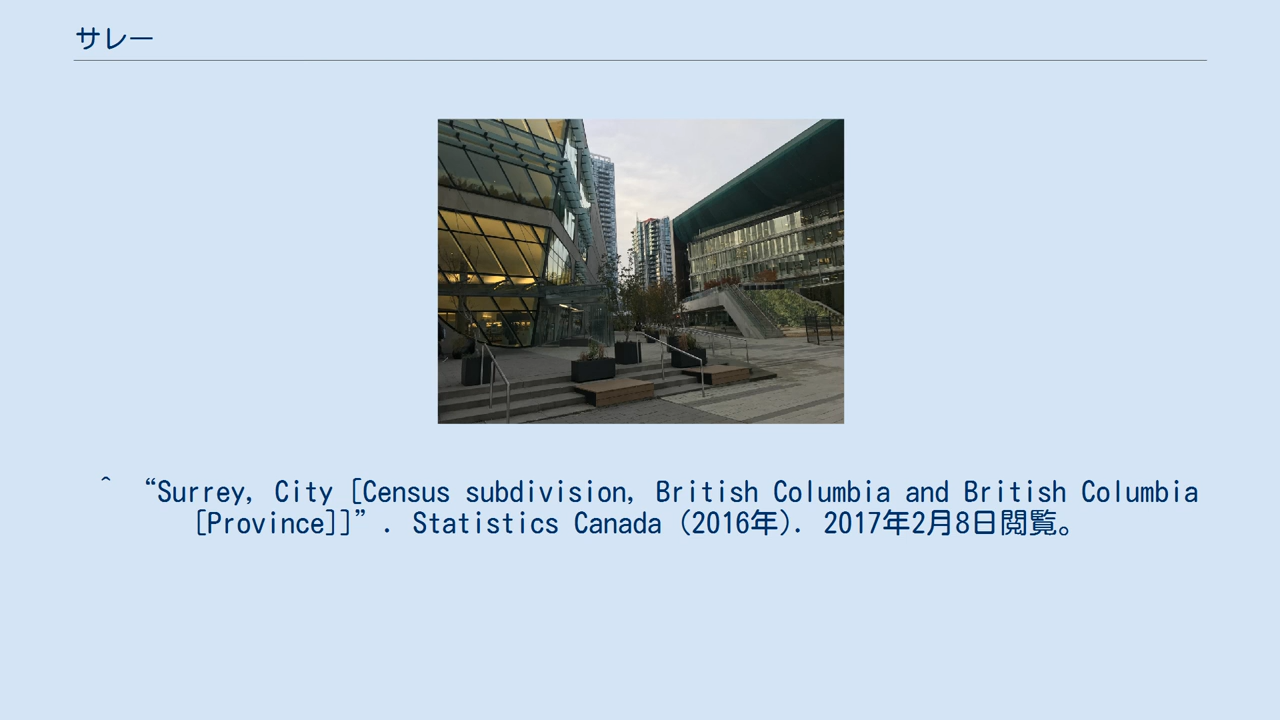 サレー
^ “Surrey, City [Census subdivision, British Columbia and British Columbia
[Province]]”. Statistics Canada (2016年). 2017年2月8日閲覧。